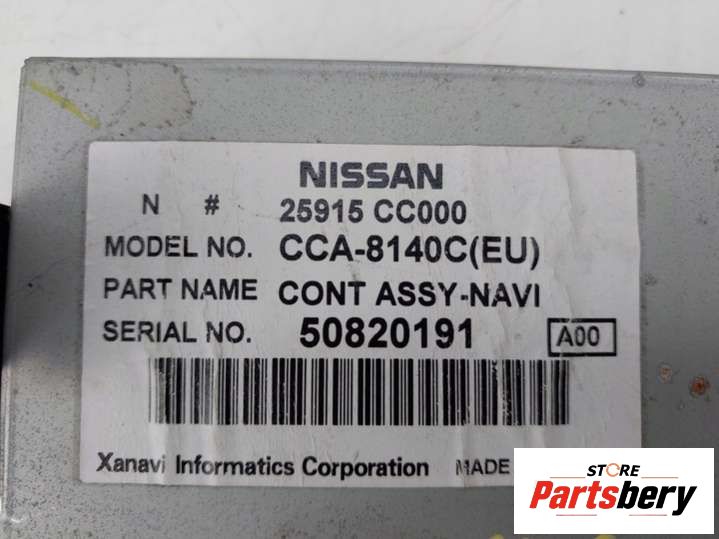 NISSAN
N # 25915 CC000
MODEL NO. CCA-8140C(EU)
PART NAME CONT ASSY-NAVI
SERIAL NO. 50820191 A00
Xanavi Informatics Corporation MADE
STORE
Partsbery